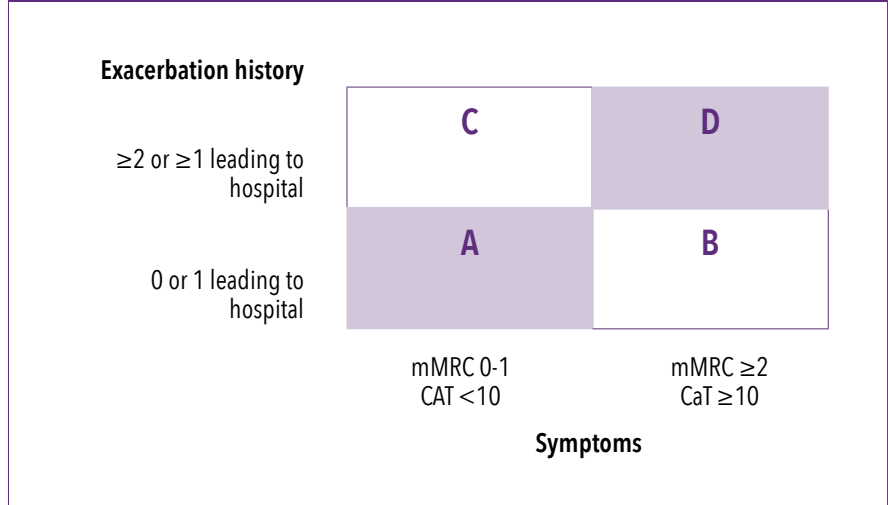 Exacerbation history
C
D
≥2 or ≥1 leading to
hospital
A
B
0 or 1 leading to
hospital
mMRC 0-1
CAT <10
mMRC ≥2
CaT ≥10
Symptoms